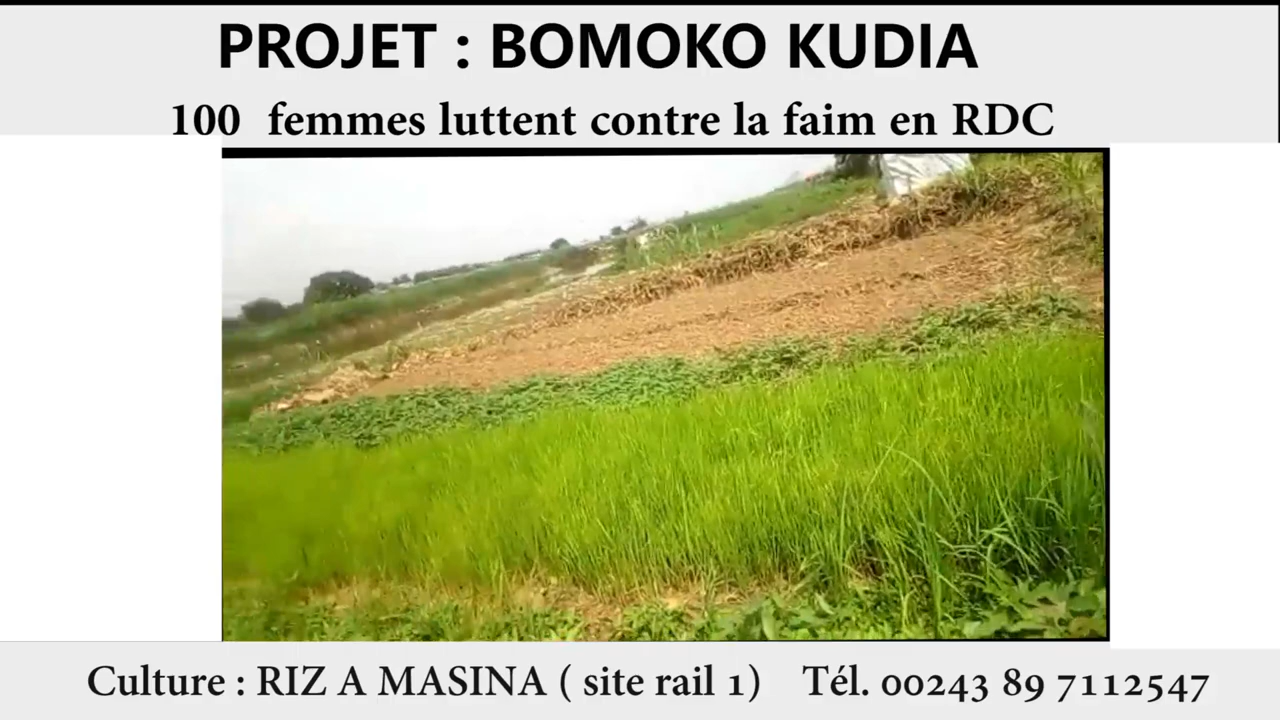 PROJET : BOMOKO KUDIA
100 femmes luttent contre la faim en RDC
Culture : RIZ A MASINA ( site rail 1) Tél. 00243 89 7112547